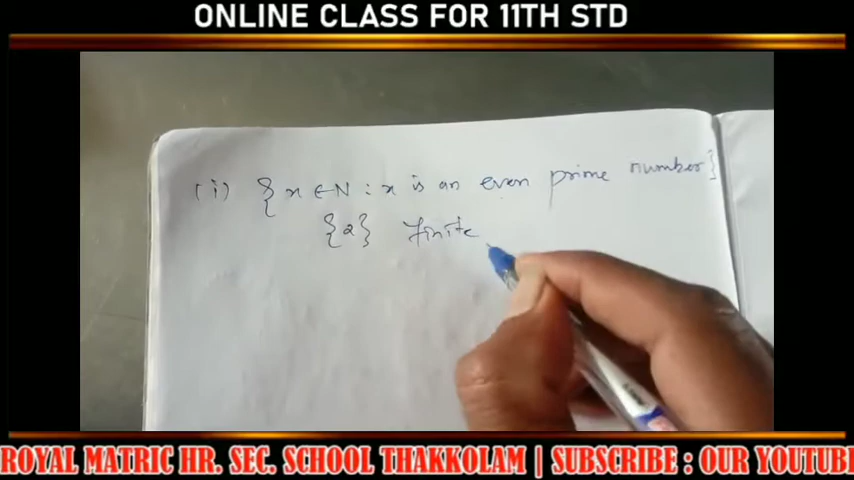 ONLINE CLASS FOR 11TH STD
(i) {x ∈ N : x is an even prime number}
{2} finite
ROYAL MATRIC HR. SEC. SCHOOL THAKKOLAM | SUBSCRIBE : OUR YOUTUBE